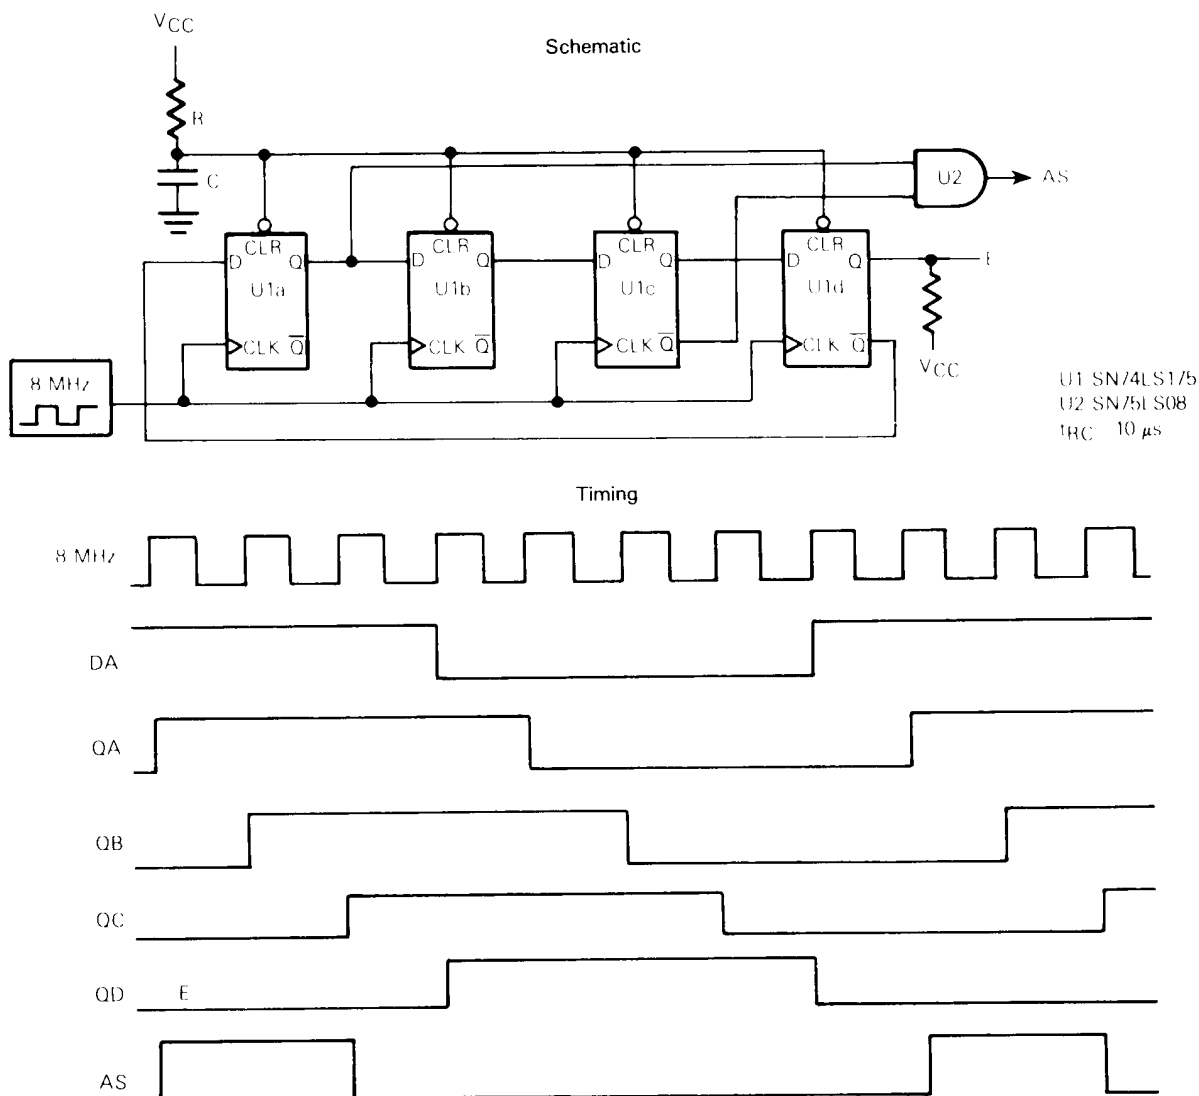 VCC
Schematic
R
C
U2
AS
CLR
D Q
U1a
CLK Q̅
CLR
D Q
U1b
CLK Q̅
CLR
D Q
U1c
CLK Q̅
CLR
D Q
U1d
CLK Q̅
VCC
8 MHz
U1 SN74LS175
U2 SN75LS08
tRC 10 μs
Timing
8 MHz
DA
QA
QB
QC
QD E
AS